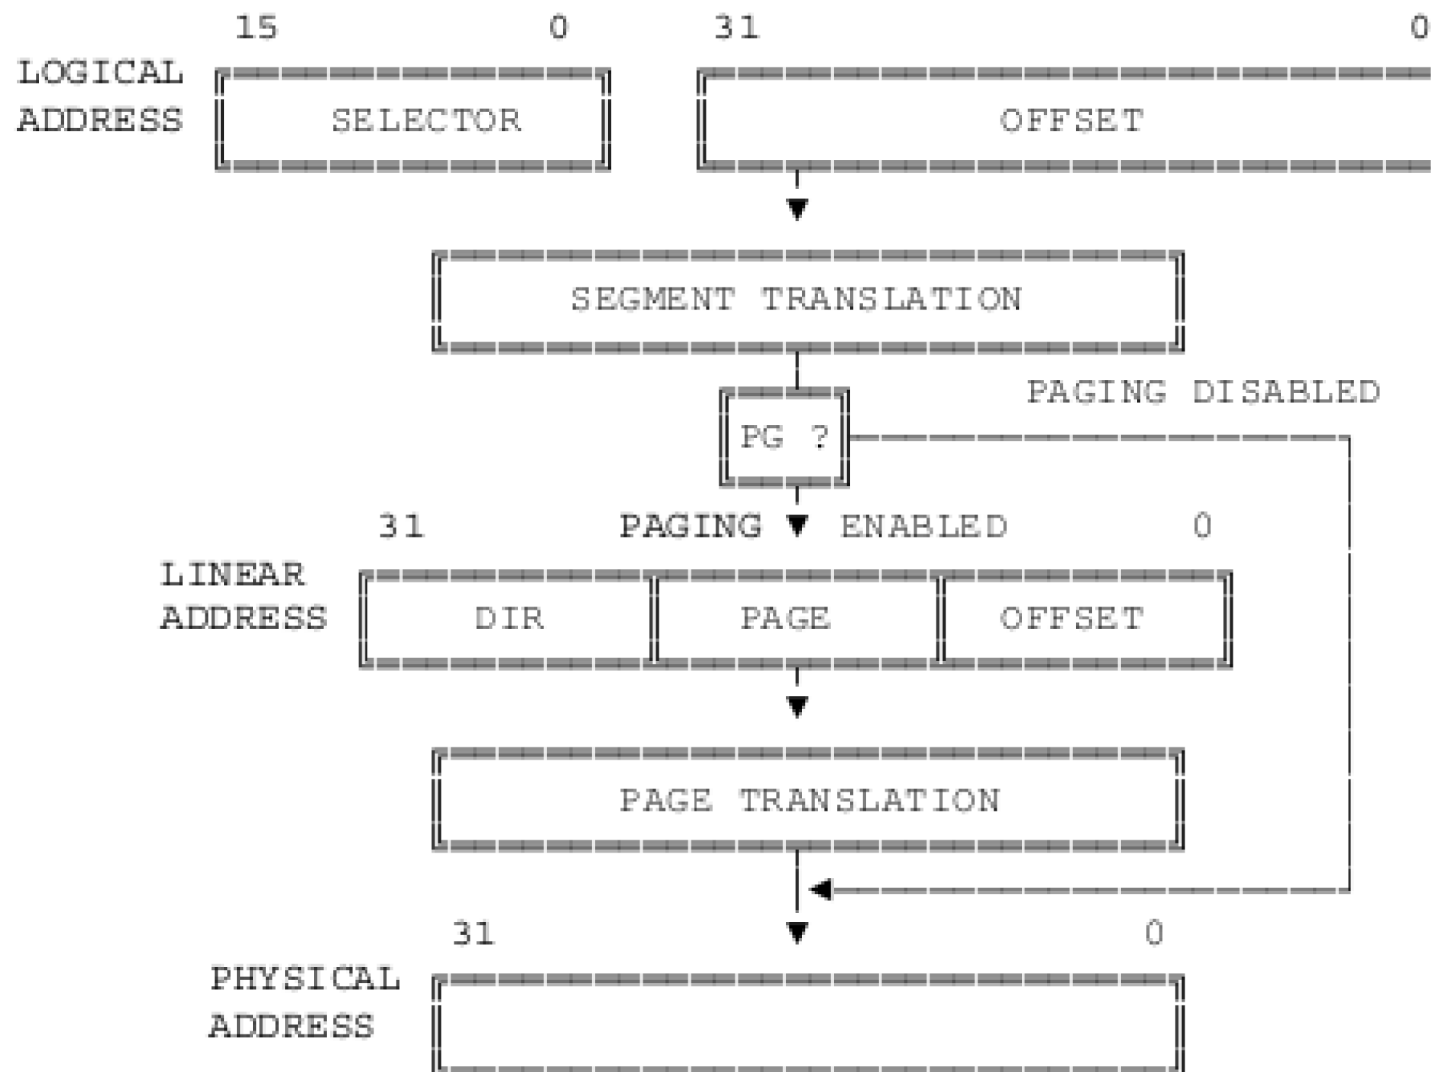 15 0 31 0
LOGICAL
ADDRESS SELECTOR OFFSET
SEGMENT TRANSLATION
PAGING DISABLED
PG ?
31 PAGING ENABLED 0
LINEAR
ADDRESS DIR PAGE OFFSET
PAGE TRANSLATION
31 0
PHYSICAL
ADDRESS